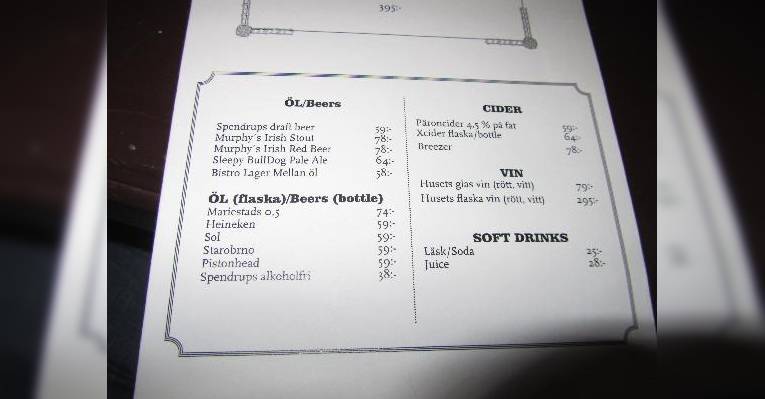 395:-
ÖL/Beers
Spendrups draft beer 59:-
Murphy´s Irish Stout 78:-
Murphy´s Irish Red Beer 78:-
Sleepy BullDog Pale Ale 64:-
Bistro Lager Mellan öl 58:-
ÖL (flaska)/Beers (bottle)
Mariestads 0,5 74:-
Heineken 59:-
Sol 59:-
Starobrno 59:-
Pistonhead 59:-
Spendrups alkoholfri 38:-
CIDER
Päroncider 4,5 % på fat 59:-
Xcider flaska/bottle 64:-
Breezer 78:-
VIN
Husets glas vin (rött, vitt) 79:-
Husets flaska vin (rött, vitt) 295:-
SOFT DRINKS
Läsk/Soda 25:-
Juice 28:-